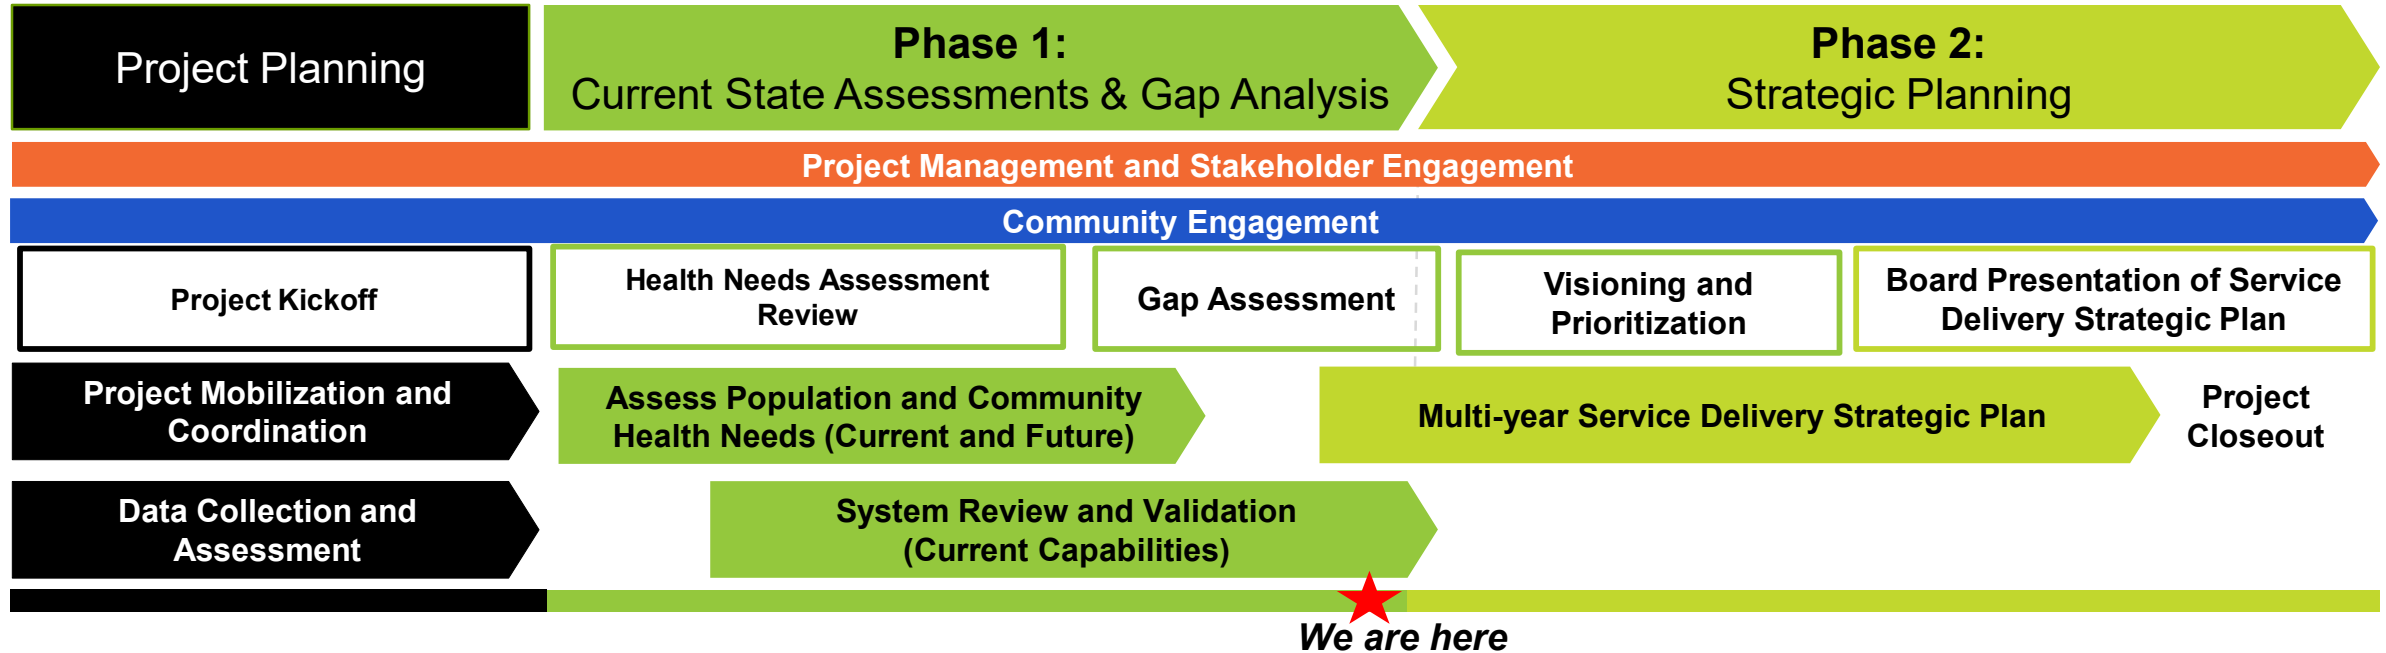 Project Planning
Phase 1:
Current State Assessments & Gap Analysis
Phase 2:
Strategic Planning
Project Management and Stakeholder Engagement
Community Engagement
Project Kickoff
Health Needs Assessment
Review
Gap Assessment
Visioning and
Prioritization
Board Presentation of Service
Delivery Strategic Plan
Project Mobilization and
Coordination
Assess Population and Community
Health Needs (Current and Future)
Multi-year Service Delivery Strategic Plan
Project
Closeout
Data Collection and
Assessment
System Review and Validation
(Current Capabilities)
We are here